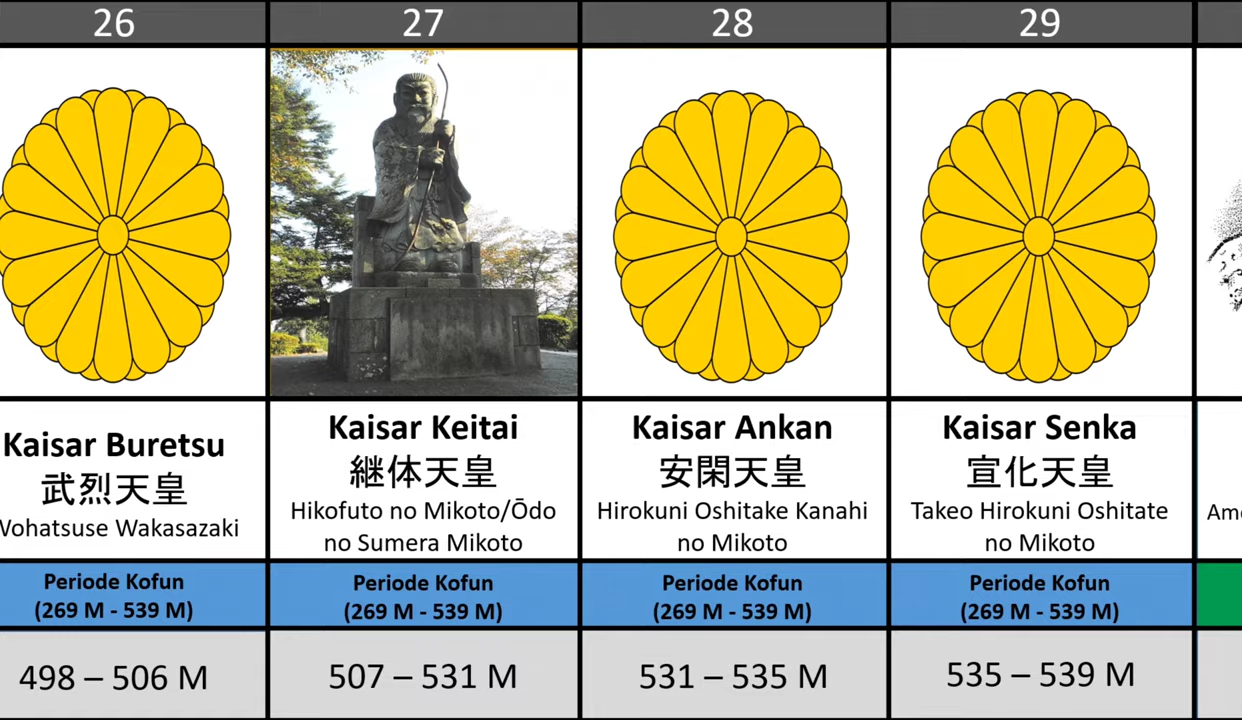 26
27
28
29
Kaisar Buretsu
武烈天皇
Wohatsuse Wakasazaki
Periode Kofun
(269 M - 539 M)
498 – 506 M
Kaisar Keitai
継体天皇
Hikofuto no Mikoto/Ōdo
no Sumera Mikoto
Periode Kofun
(269 M - 539 M)
507 – 531 M
Kaisar Ankan
安閑天皇
Hirokuni Oshitake Kanahi
no Mikoto
Periode Kofun
(269 M - 539 M)
531 – 535 M
Kaisar Senka
宣化天皇
Takeo Hirokuni Oshitate
no Mikoto
Periode Kofun
(269 M - 539 M)
535 – 539 M